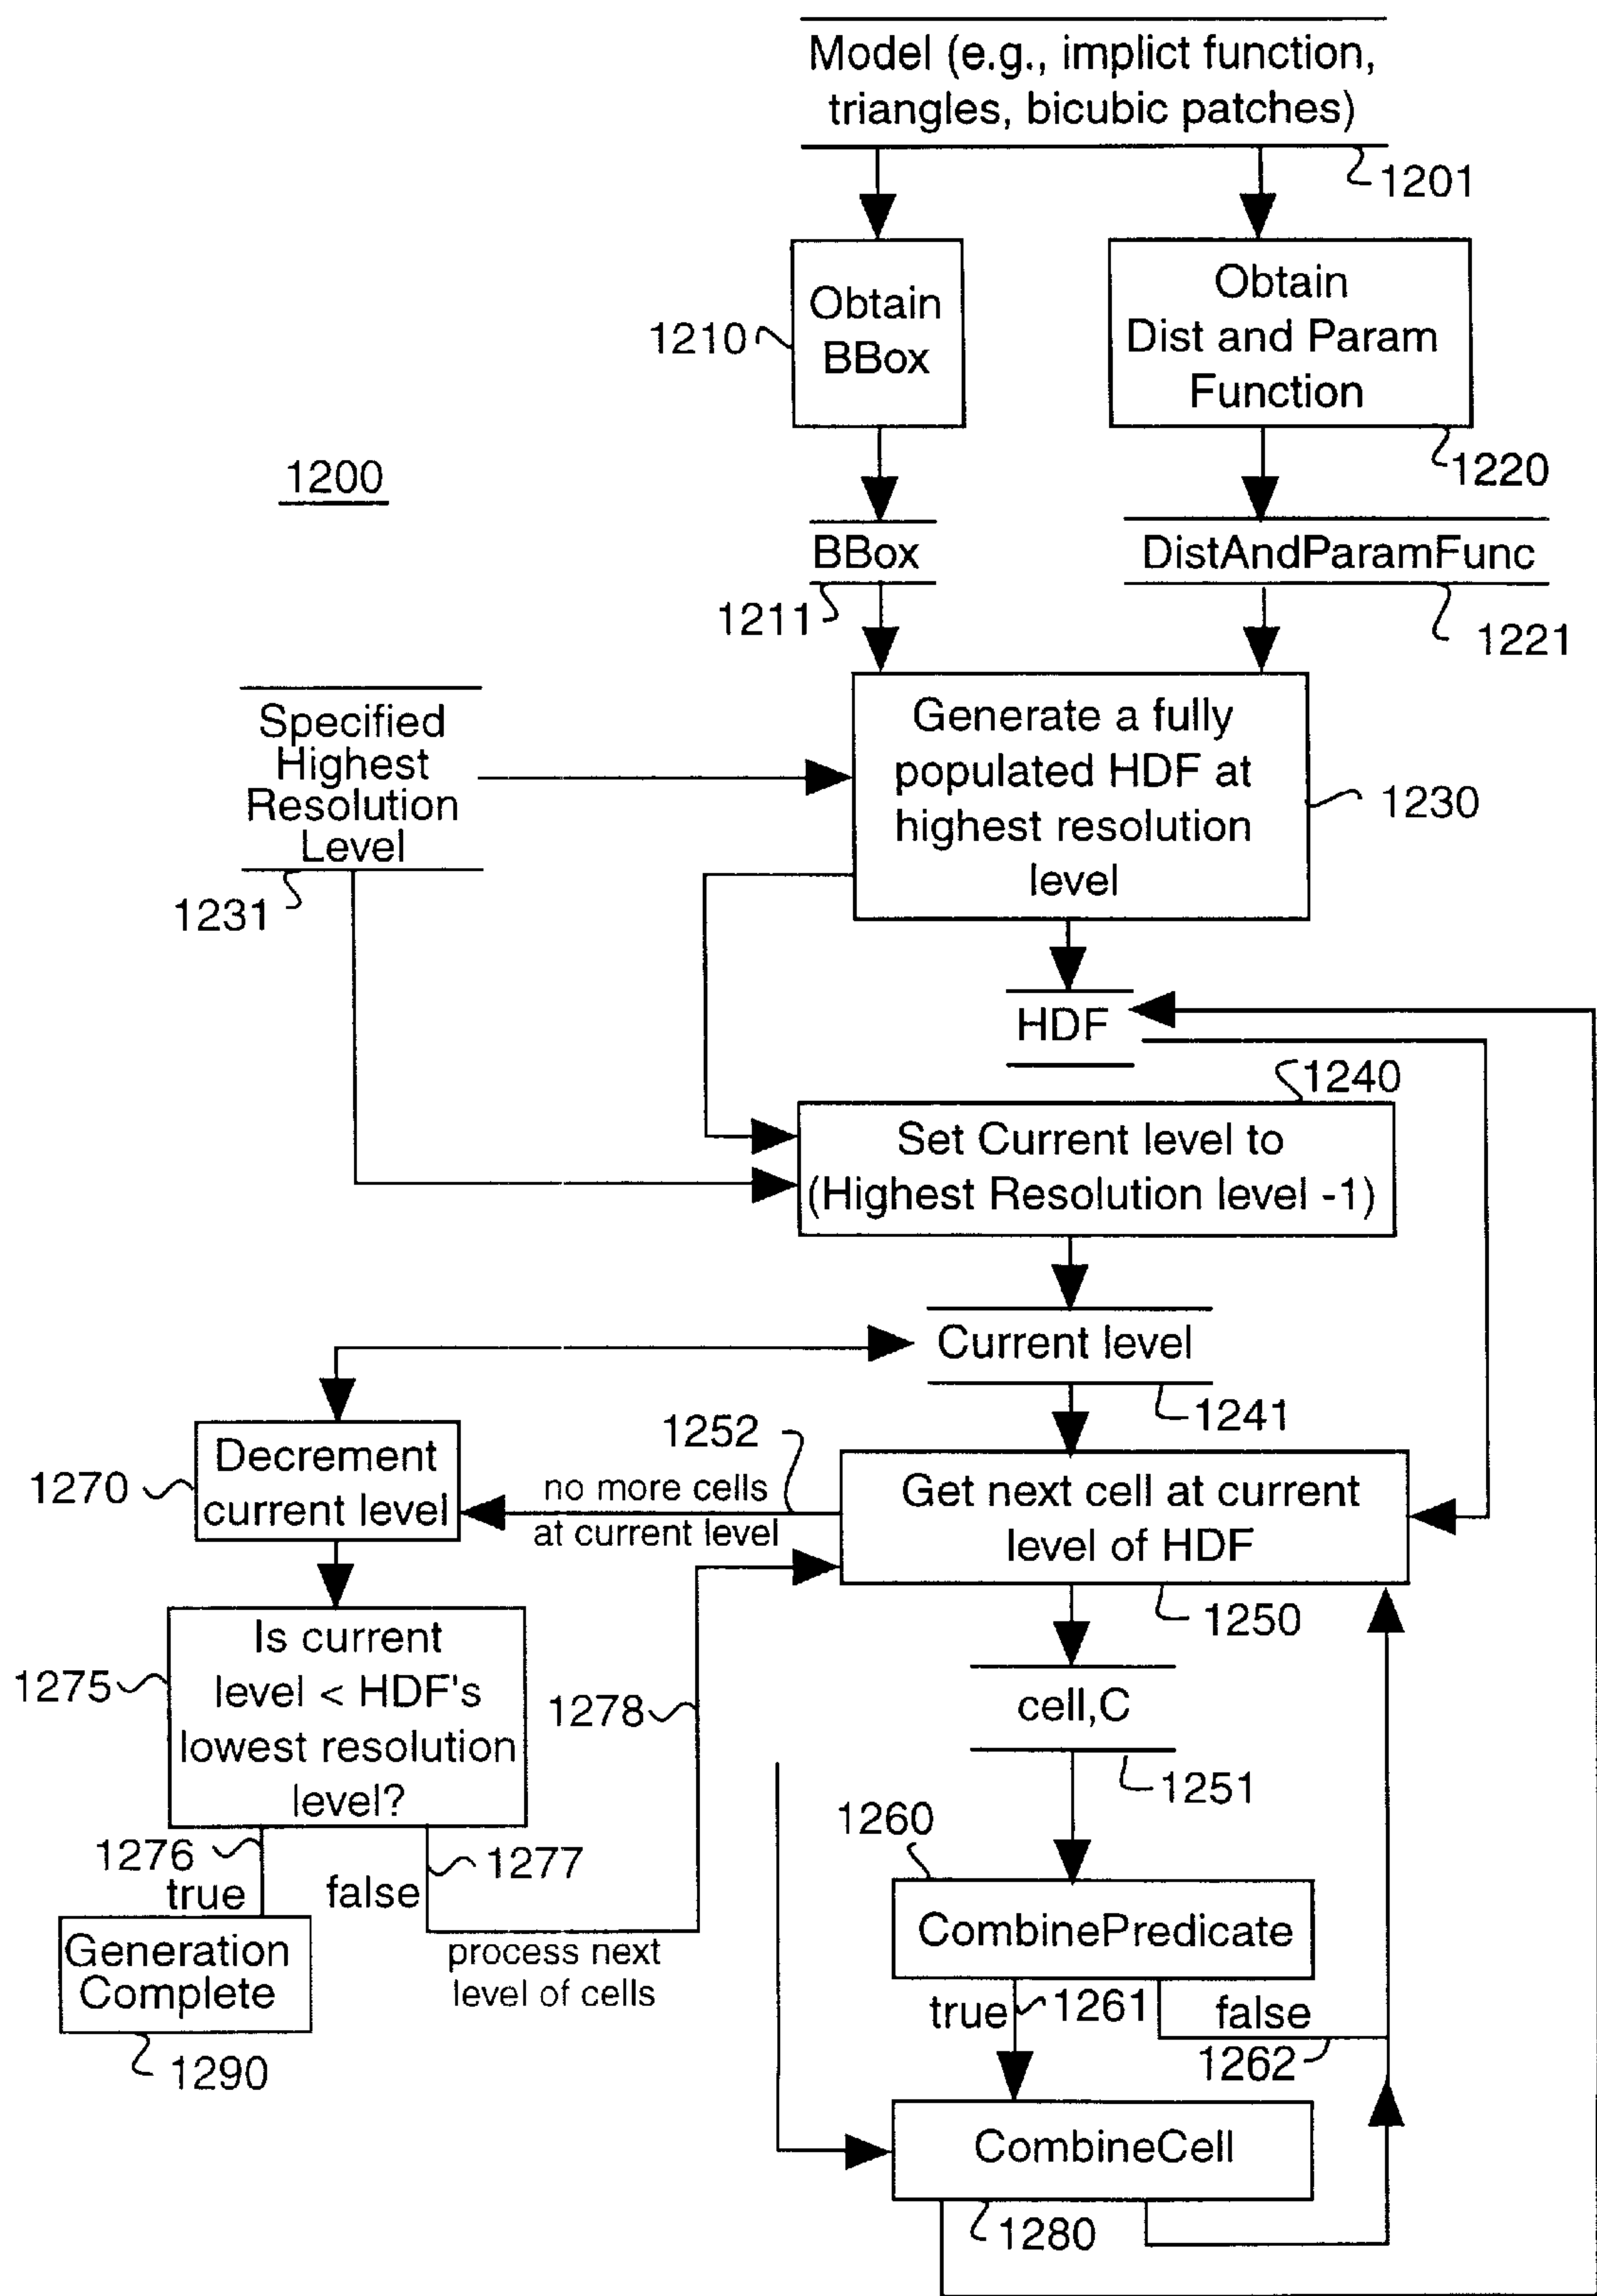 Model (e.g., implict function,
triangles, bicubic patches)
1201
Obtain
BBox
1210
Obtain
Dist and Param
Function
1220
1200
BBox
1211
DistAndParamFunc
1221
Specified
Highest
Resolution
Level
1231
Generate a fully
populated HDF at
highest resolution
level
1230
HDF
1240
Set Current level to
(Highest Resolution level -1)
Current level
1241
1252
Decrement
current level
1270
no more cells
at current level
Get next cell at current
level of HDF
1250
Is current
level < HDF's
lowest resolution
level?
1275
1278
cell,C
1251
1276
true
false
1277
1260
CombinePredicate
Generation
Complete
1290
process next
level of cells
true
1261
false
1262
CombineCell
1280